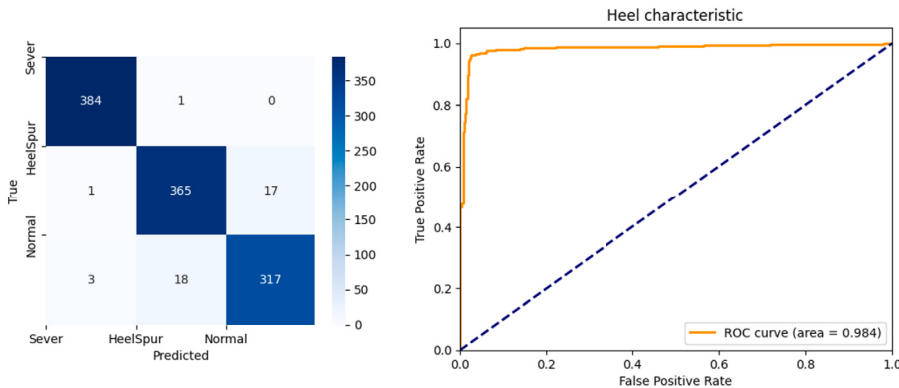 Sever
HeelSpur
Normal
True
384 1 0
1 365 17
3 18 317
Sever HeelSpur Normal
Predicted
350
300
250
200
150
100
50
0
Heel characteristic
True Positive Rate
1.0
0.8
0.6
0.4
0.2
0.0
0.0 0.2 0.4 0.6 0.8 1.0
False Positive Rate
ROC curve (area = 0.984)